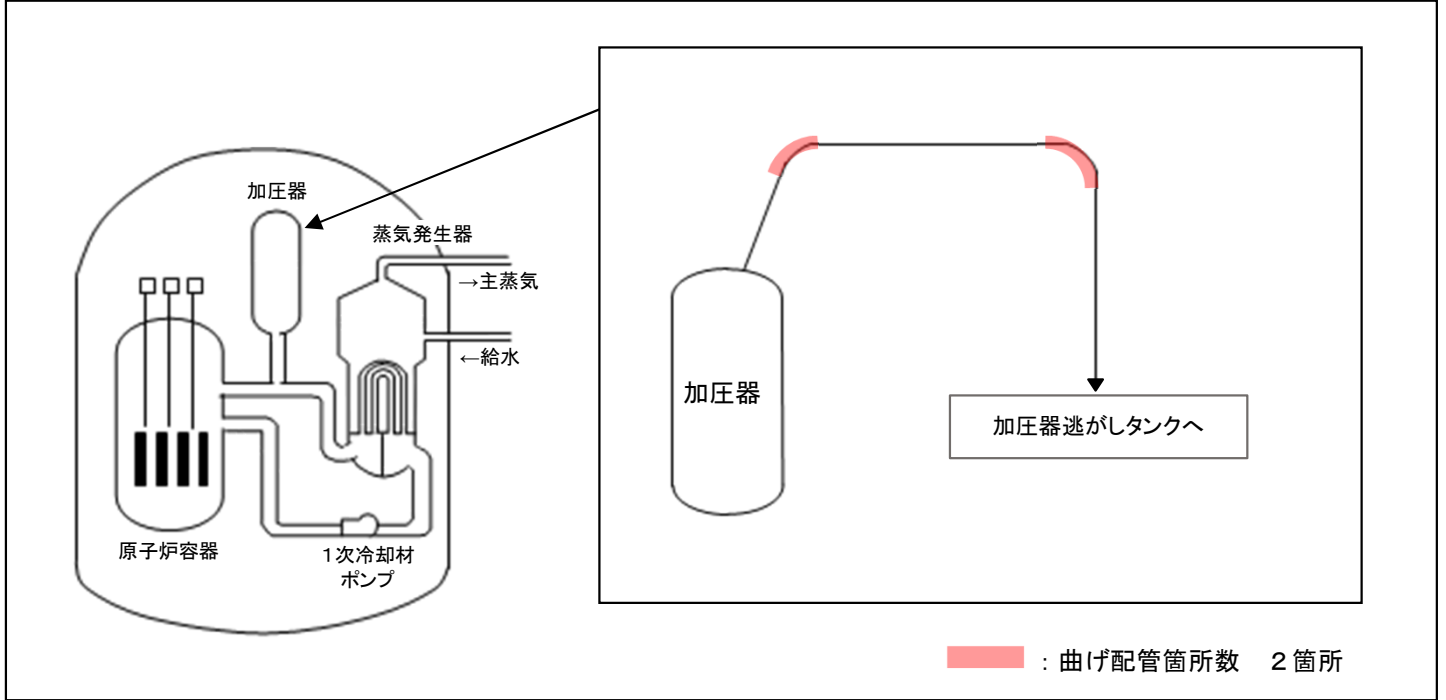 加圧器
蒸気発生器
→主蒸気
←給水
原子炉容器
1次冷却材
ポンプ
加圧器
加圧器逃がしタンクへ
：曲げ配管箇所数　2箇所